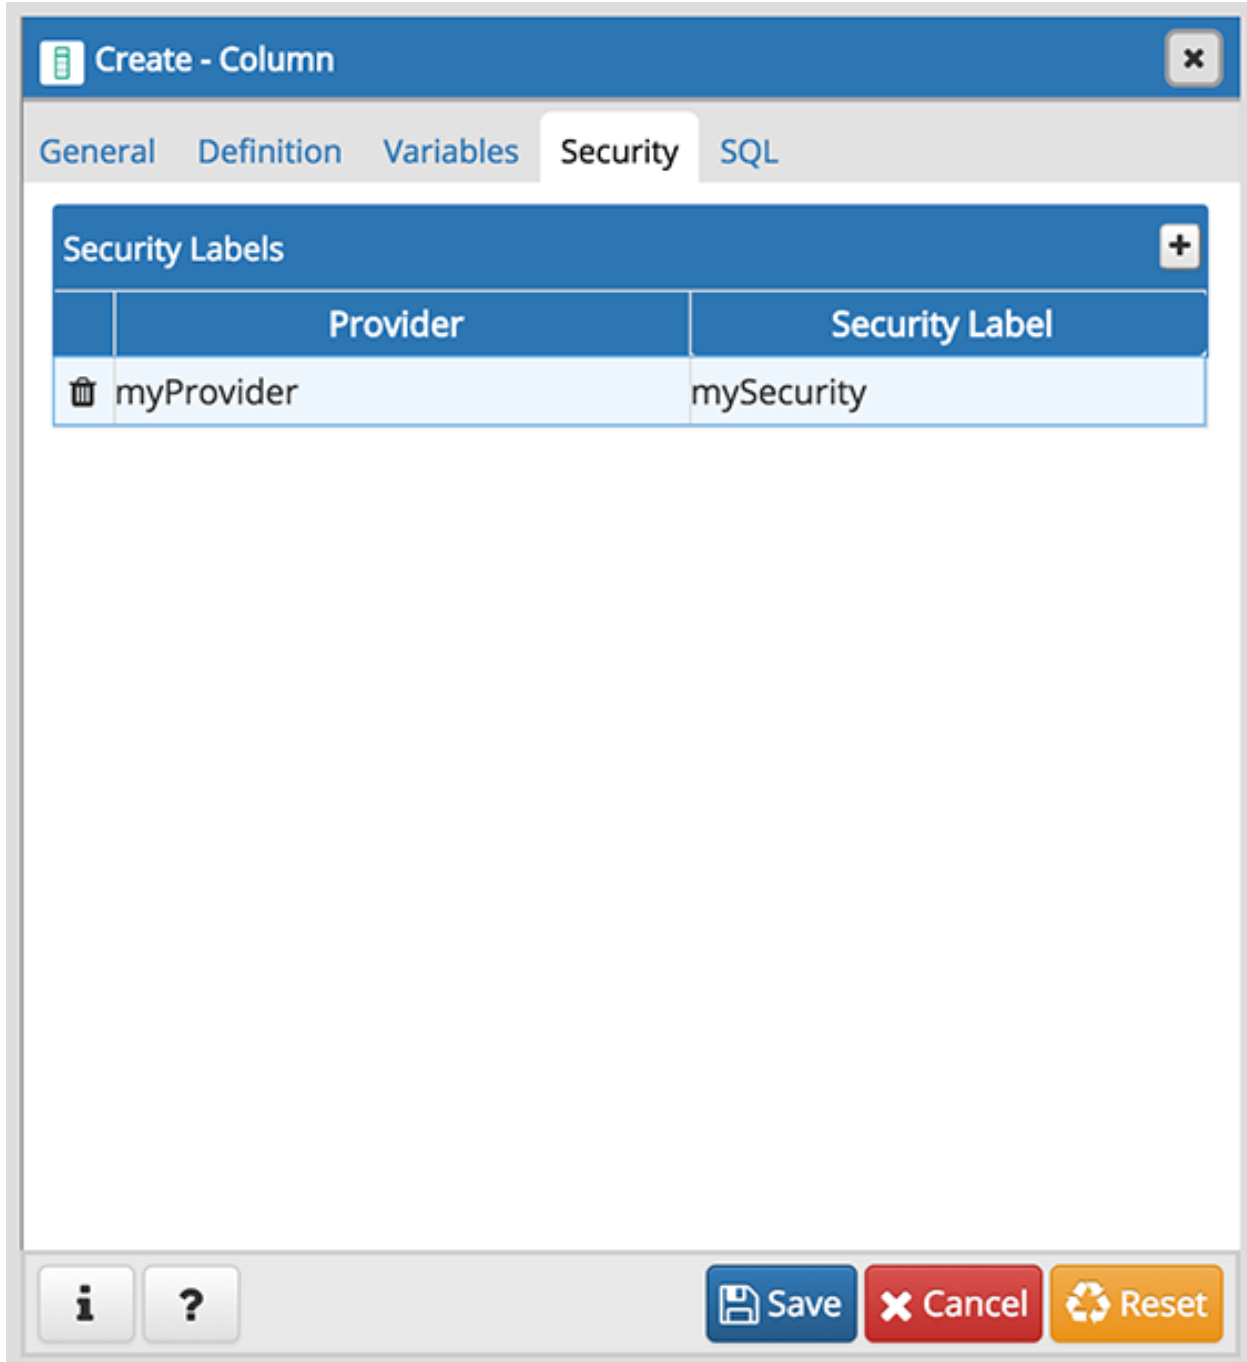 Create - Column
General Definition Variables Security SQL
Security Labels
Provider Security Label
myProvider mySecurity
i ? Save Cancel Reset